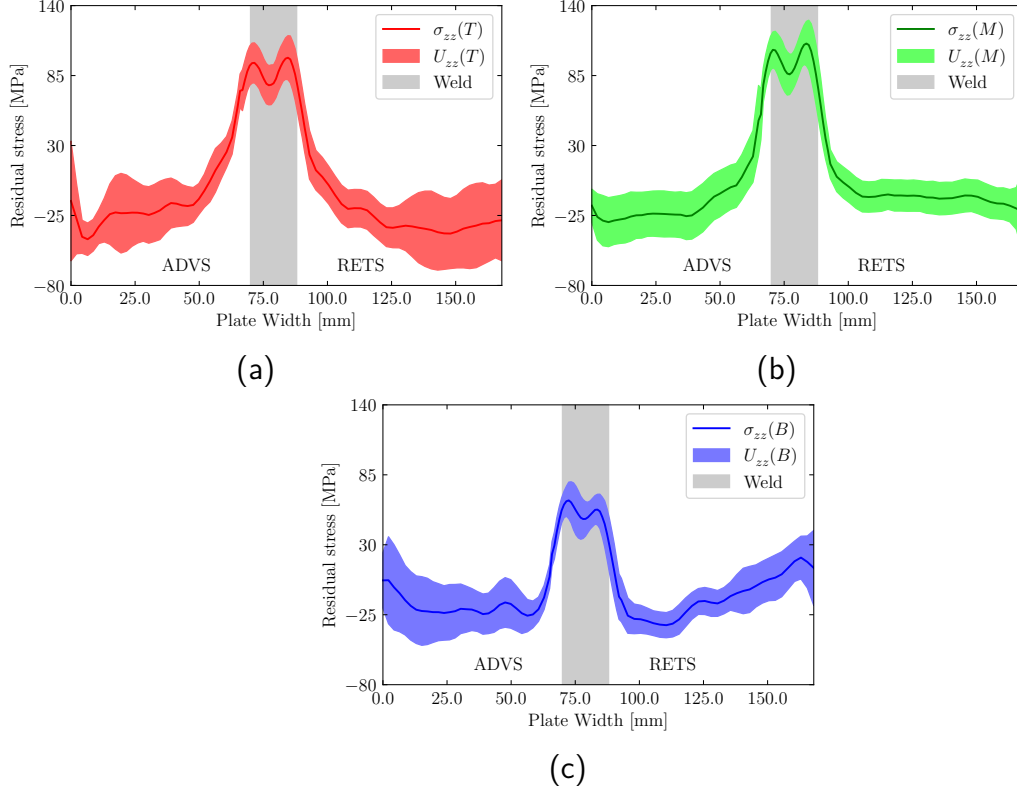 140
85
30
−25
−80
Residual stress [MPa]
σzz(T)
Uzz(T)
Weld
ADVS
RETS
0.0
25.0
50.0
75.0
100.0
125.0
150.0
Plate Width [mm]
(a)
140
85
30
−25
−80
Residual stress [MPa]
σzz(M)
Uzz(M)
Weld
ADVS
RETS
0.0
25.0
50.0
75.0
100.0
125.0
150.0
Plate Width [mm]
(b)
140
85
30
−25
−80
Residual stress [MPa]
σzz(B)
Uzz(B)
Weld
ADVS
RETS
0.0
25.0
50.0
75.0
100.0
125.0
150.0
Plate Width [mm]
(c)